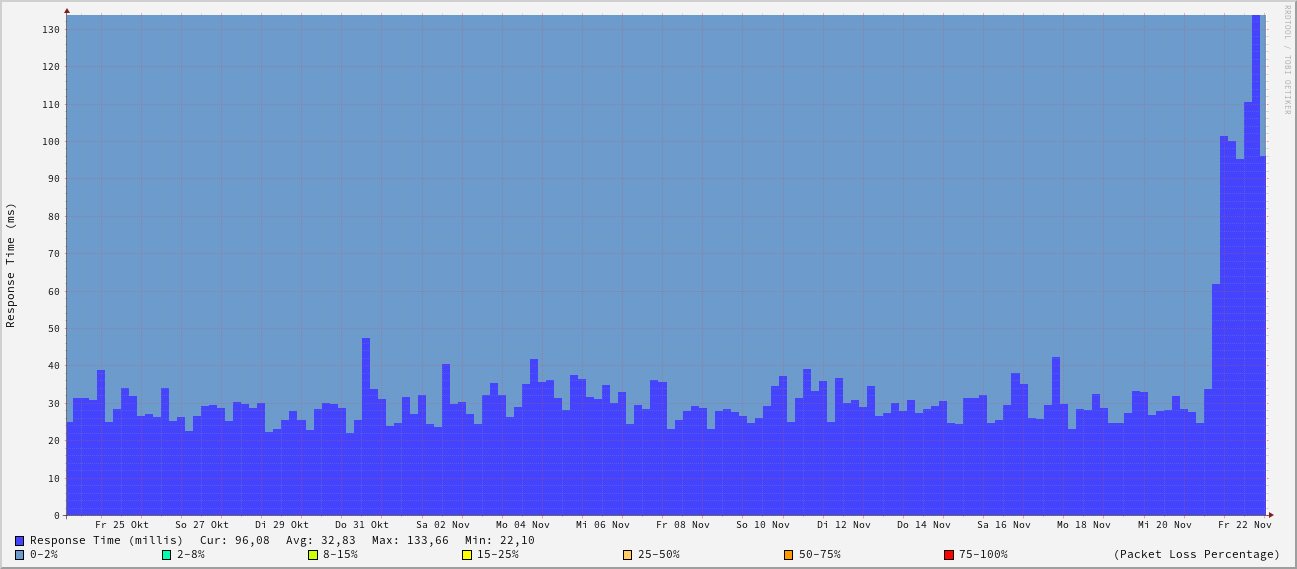 RRDTOOL / TOBI OETIKER
Response Time (ms)
130
120
110
100
90
80
70
60
50
40
30
20
10
0
Fr 25 Okt So 27 Okt Di 29 Okt Do 31 Okt Sa 02 Nov Mo 04 Nov Mi 06 Nov Fr 08 Nov So 10 Nov Di 12 Nov Do 14 Nov Sa 16 Nov Mo 18 Nov Mi 20 Nov Fr 22 Nov
Response Time (millis) Cur: 96,08 Avg: 32,83 Max: 133,66 Min: 22,10
0-2% 2-8% 8-15% 15-25% 25-50% 50-75% 75-100% (Packet Loss Percentage)